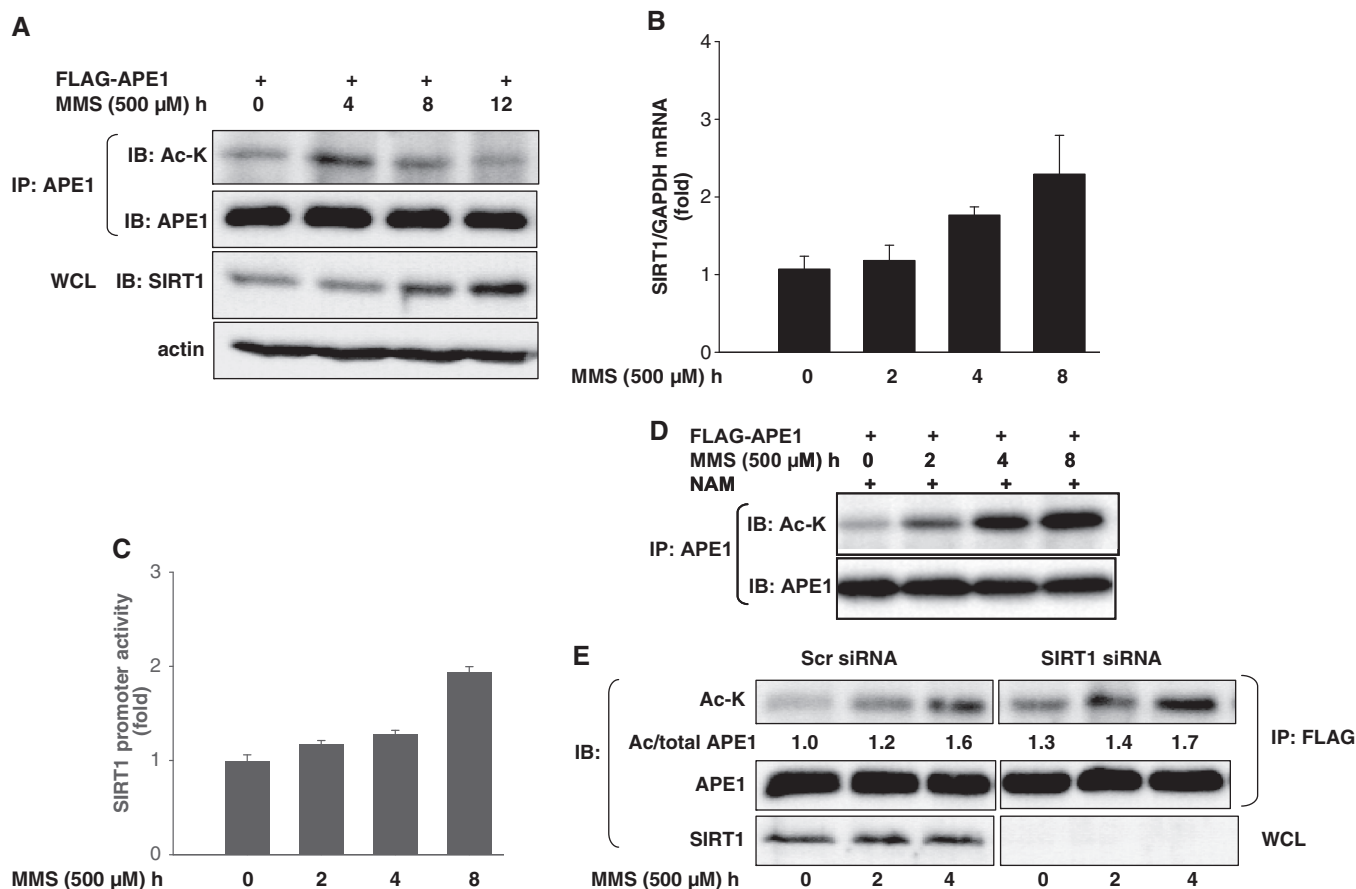 A
FLAG-APE1 + + + +
MMS (500 µM) h 0 4 8 12
IP: APE1
IB: Ac-K
IB: APE1
WCL IB: SIRT1
actin
B
SIRT1/GAPDH mRNA
(fold)
4
3
2
1
0
MMS (500 µM) h 0 2 4 8
C
SIRT1 promoter activity
(fold)
3
2
1
0
MMS (500 µM) h 0 2 4 8
D
FLAG-APE1 + + + +
MMS (500 µM) h 0 2 4 8
NAM + + + +
IP: APE1
IB: Ac-K
IB: APE1
E
Scr siRNA SIRT1 siRNA
IB:
Ac-K
Ac/total APE1 1.0 1.2 1.6 1.3 1.4 1.7
IP: FLAG
APE1
SIRT1 WCL
MMS (500 µM) h 0 2 4 0 2 4